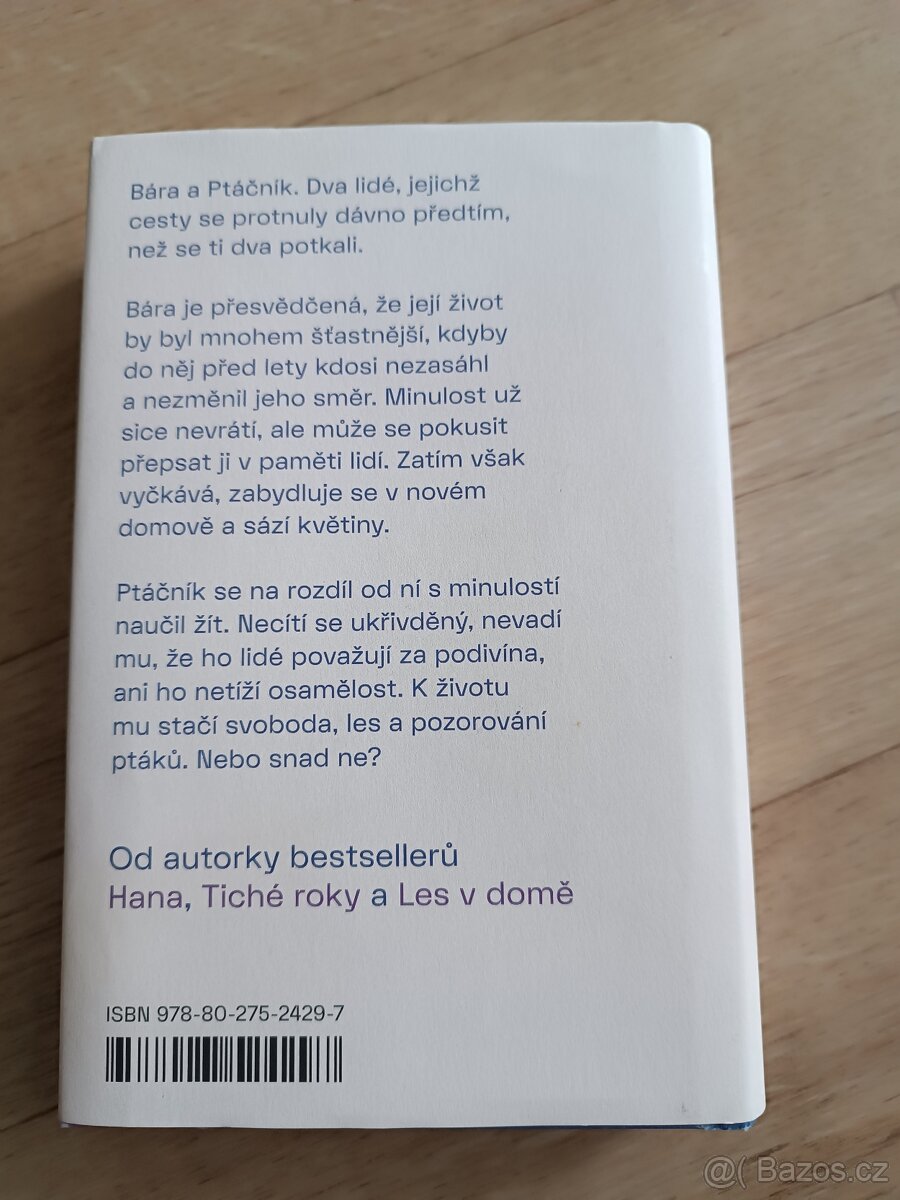 Bára a Ptáčník. Dva lidé, jejichž
cesty se protnuly dávno předtím,
než se ti dva potkali.
Bára je přesvědčená, že její život
by byl mnohem šťastnější, kdyby
do něj před lety kdosi nezasáhl
a nezměnil jeho směr. Minulost už
sice nevrátí, ale může se pokusit
přepsat ji v paměti lidí. Zatím však
vyčkává, zabydluje se v novém
domově a sází květiny.
Ptáčník se na rozdíl od ní s minulostí
naučil žít. Necítí se ukřivděný, nevadí
mu, že ho lidé považují za podivína,
ani ho netíží osamělost. K životu
mu stačí svoboda, les a pozorování
ptáků. Nebo snad ne?
Od autorky bestsellerů
Hana, Tiché roky a Les v domě
ISBN 978-80-275-2429-7
@( Bazos.cz